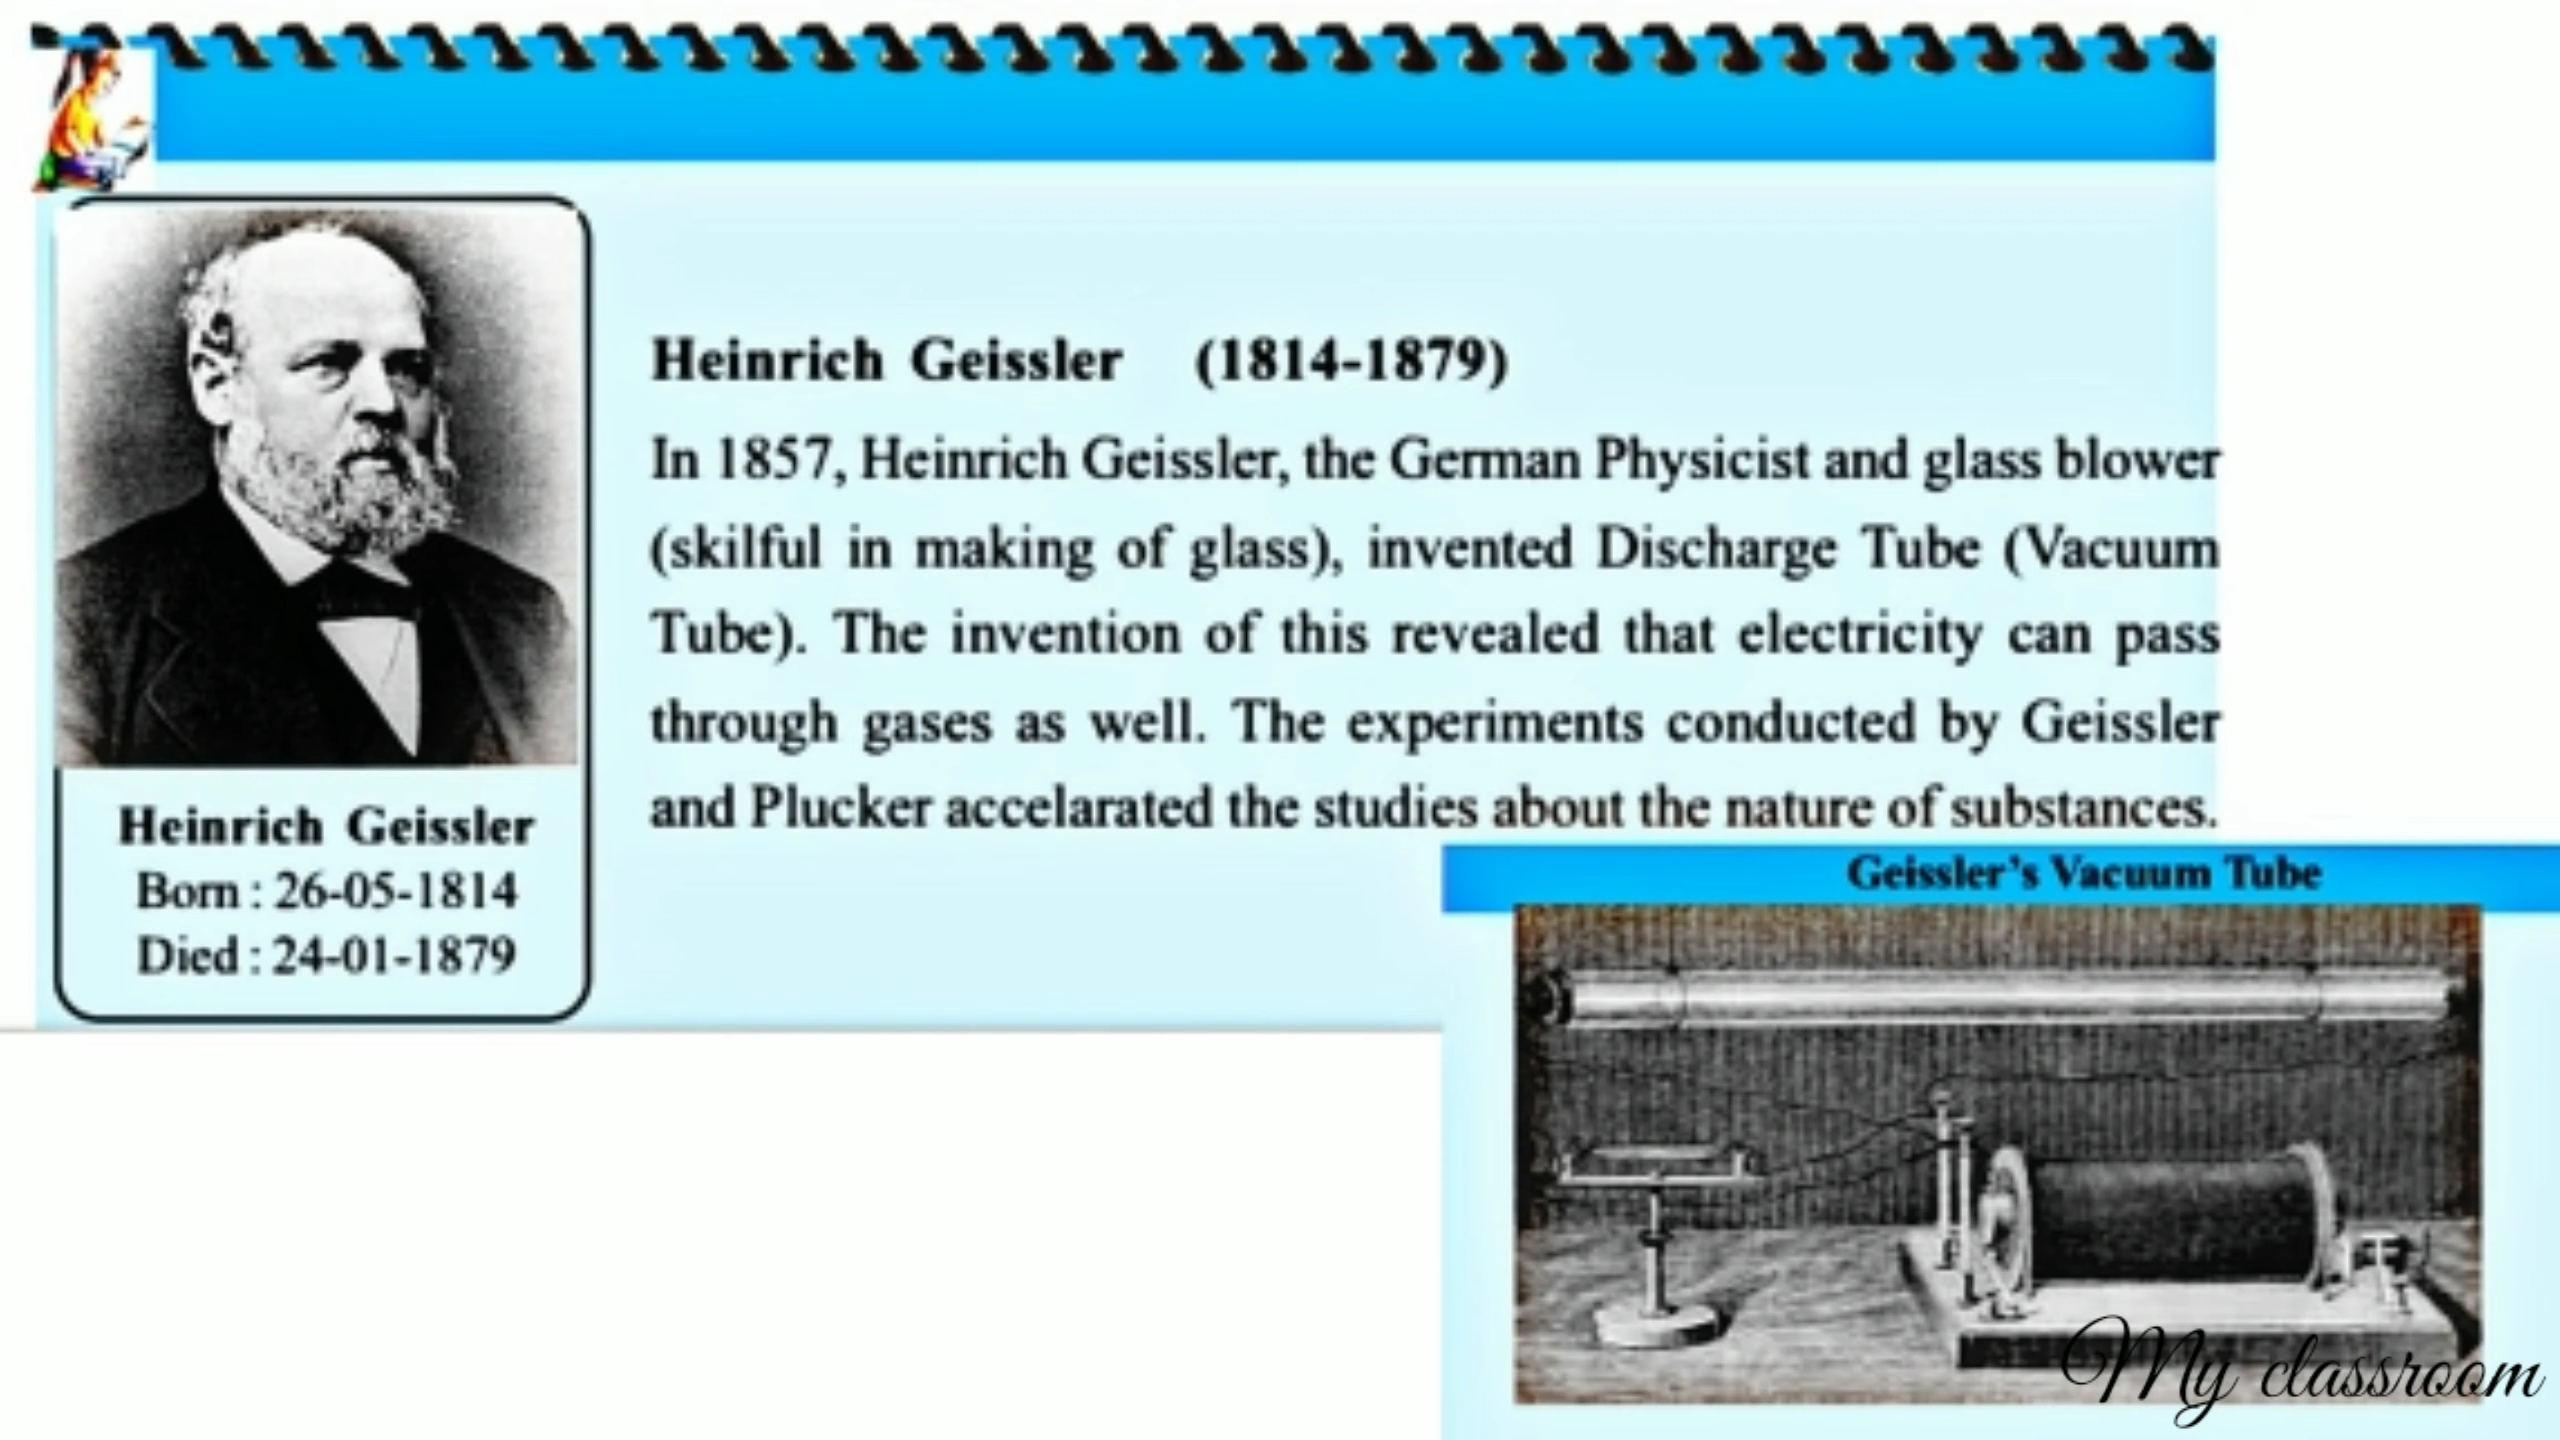 Heinrich Geissler (1814-1879)
In 1857, Heinrich Geissler, the German Physicist and glass blower
(skilful in making of glass), invented Discharge Tube (Vacuum
Tube). The invention of this revealed that electricity can pass
through gases as well. The experiments conducted by Geissler
and Plucker accelarated the studies about the nature of substances.
Heinrich Geissler
Born : 26-05-1814
Died : 24-01-1879
Geissler's Vacuum Tube
My classroom